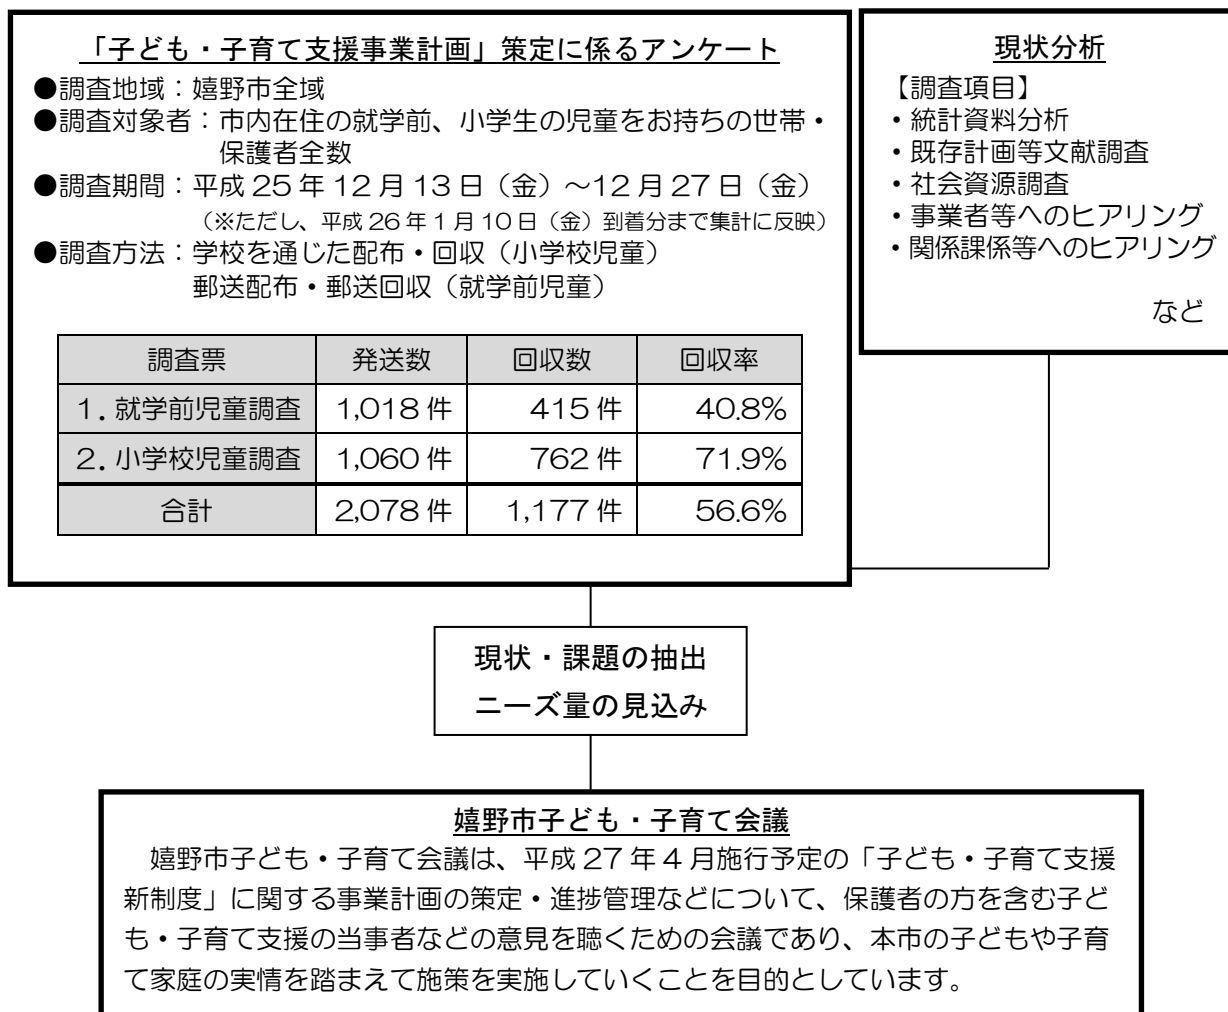 「子ども・子育て支援事業計画」策定に係るアンケート
●調査地域：嬉野市全域
●調査対象者：市内在住の就学前、小学生の児童をお持ちの世帯・
保護者全数
●調査期間：平成 25 年 12 月 13 日（金）～12 月 27 日（金）
（※ただし、平成 26 年 1 月 10 日（金）到着分まで集計に反映）
●調査方法：学校を通じた配布・回収（小学校児童）
郵送配布・郵送回収（就学前児童）
調査票 発送数 回収数 回収率
1．就学前児童調査 1,018 件 415 件 40.8%
2．小学校児童調査 1,060 件 762 件 71.9%
合計 2,078 件 1,177 件 56.6%
現状分析
【調査項目】
・統計資料分析
・既存計画等文献調査
・社会資源調査
・事業者等へのヒアリング
・関係課係等へのヒアリング
など
現状・課題の抽出
ニーズ量の見込み
嬉野市子ども・子育て会議
嬉野市子ども・子育て会議は、平成 27 年 4 月施行予定の「子ども・子育て支援
新制度」に関する事業計画の策定・進捗管理などについて、保護者の方を含む子ど
も・子育て支援の当事者などの意見を聴くための会議であり、本市の子どもや子育
て家庭の実情を踏まえて施策を実施していくことを目的としています。